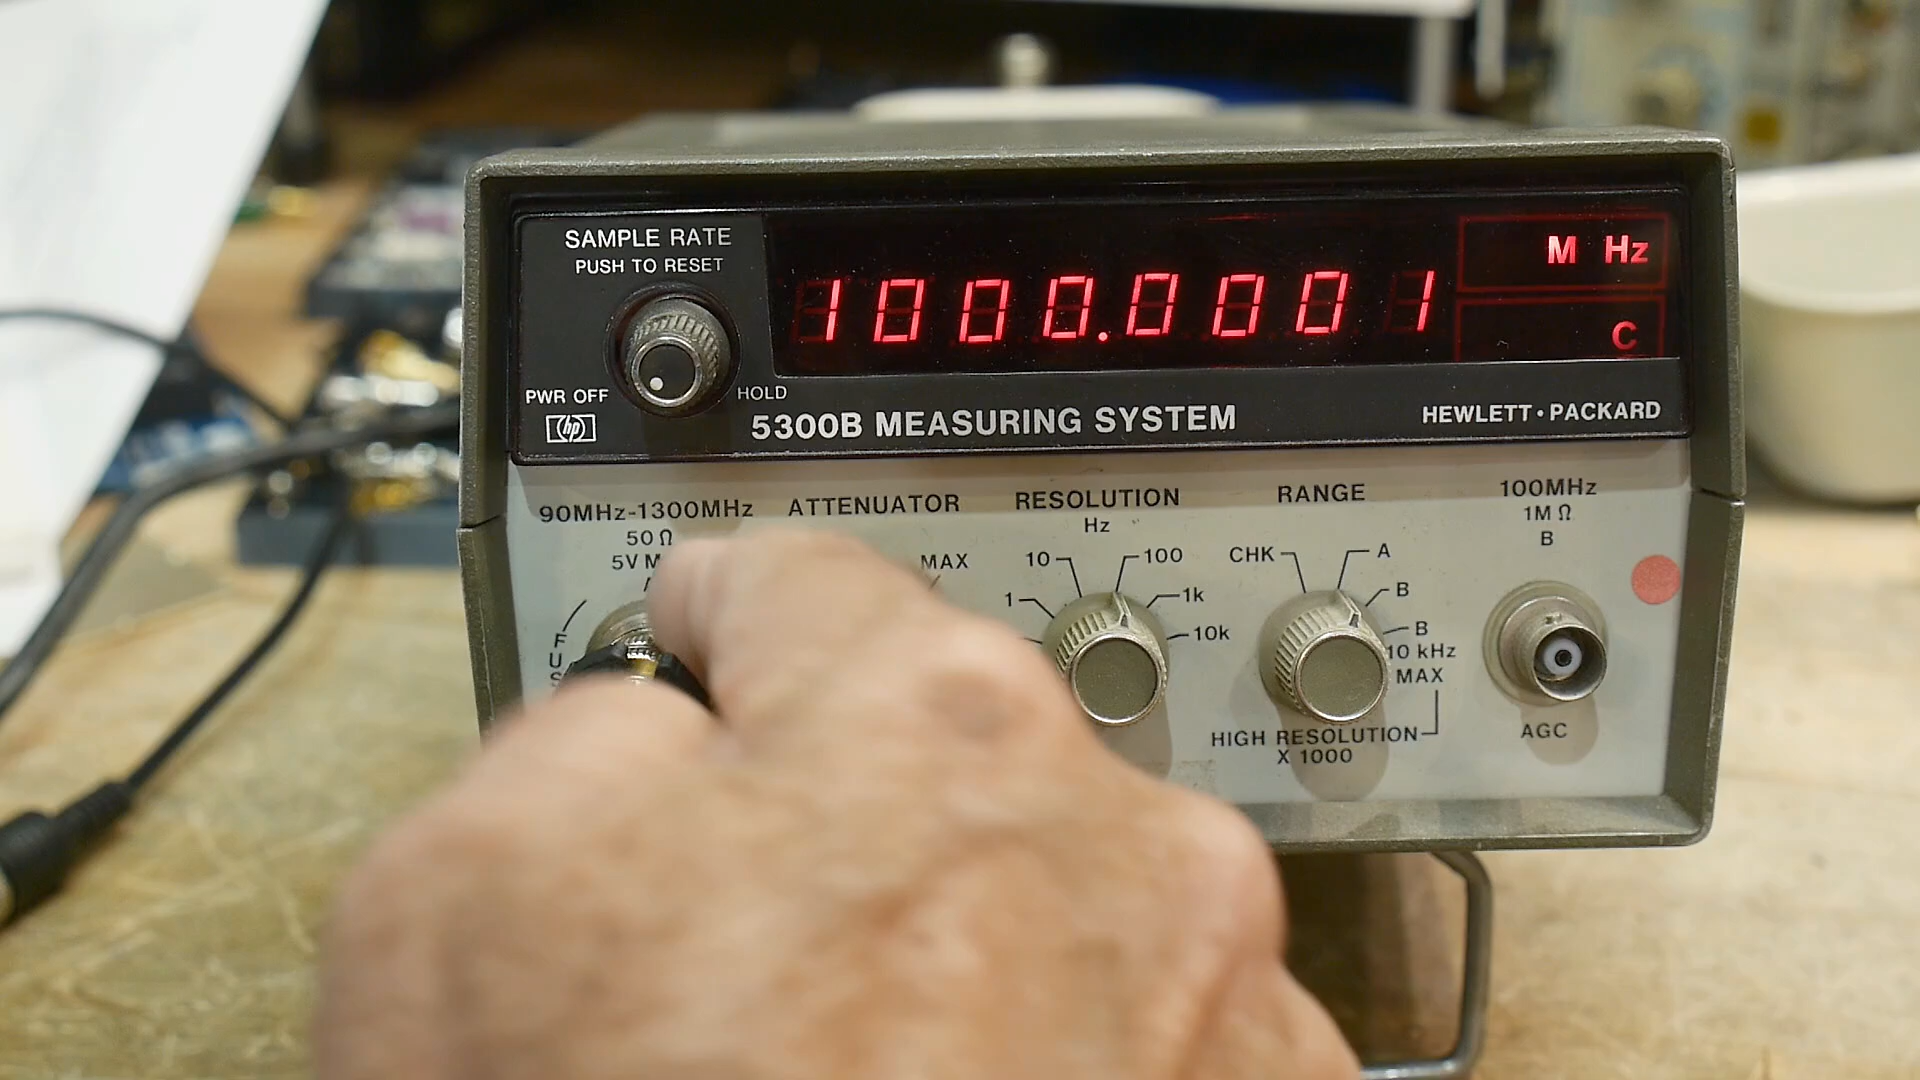 SAMPLE RATE
PUSH TO RESET
1000.0001
M Hz
C
PWR OFF
HOLD
hp
5300B MEASURING SYSTEM
HEWLETT • PACKARD
90MHz-1300MHz
50 Ω
5V M
ATTENUATOR
MAX
RESOLUTION
Hz
10
100
1
1k
10k
RANGE
CHK
A
B
B
10 kHz
MAX
HIGH RESOLUTION
X 1000
100MHz
1M Ω
B
AGC
F
U
S